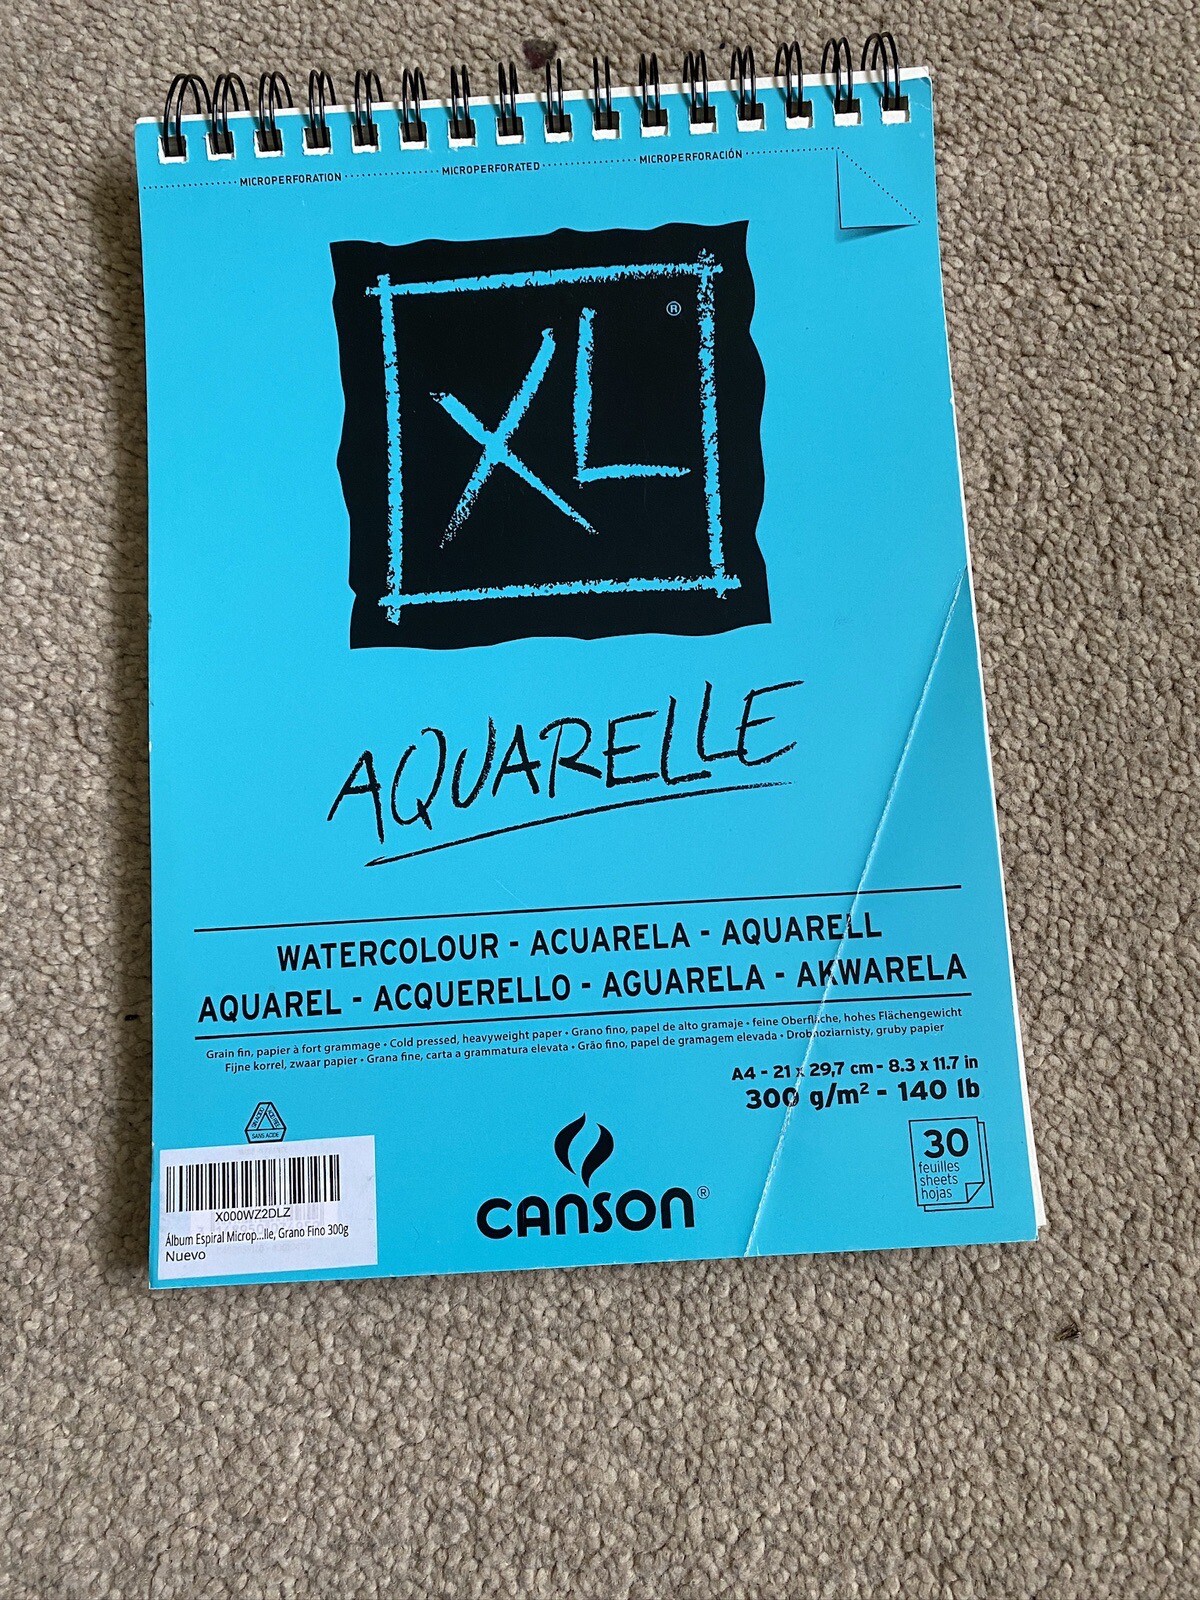 MICROPERFORATION MICROPERFORATED MICROPERFORACIÓN
XL ®
AQUARELLE
WATERCOLOUR - ACUARELA - AQUARELL
AQUAREL - ACQUERELLO - AGUARELA - AKWARELA
Grain fin, papier à fort grammage • Cold pressed, heavyweight paper • Grano fino, papel de alto gramaje • feine Oberfläche, hohes Flächengewicht
Fijne korrel, zwaar papier • Grana fine, carta a grammatura elevata • Grão fino, papel de gramagem elevada • Drobnoziarnisty, gruby papier
A4 - 21 x 29,7 cm - 8.3 x 11.7 in
300 g/m² - 140 lb
30
feuilles
sheets
hojas
SANS ACIDE
CANSON®
X000WZ2DLZ
Álbum Espiral Microp...lle, Grano Fino 300g
Nuevo